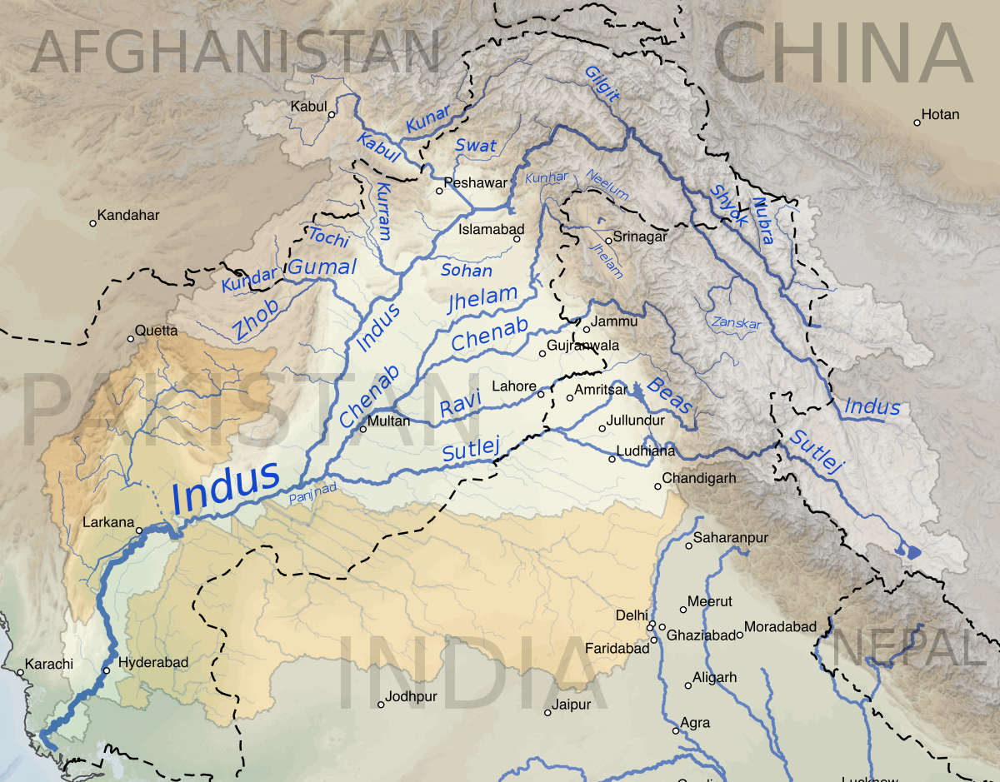 AFGHANISTAN
CHINA
Gilgit
Kabul
Kunar
Hotan
Kabul
Swat
Kunhar
Neelum
Peshawar
Kurram
Shyok
Nubra
Kandahar
Islamabad
Tochi
Srinagar
Jhelam
Gumal
Sohan
Kundar
Jhelam
Zhob
Indus
Chenab
Jammu
Zanskar
Quetta
Gujranwala
PAKISTAN
Chenab
Lahore
Amritsar
Beas
Ravi
Indus
Multan
Jullundur
Sutlej
Ludhiana
Sutlej
Indus
Panjnad
Chandigarh
Larkana
Saharanpur
Meerut
Delhi
Moradabad
Ghaziabad
Faridabad
NEPAL
Karachi
Hyderabad
INDIA
Aligarh
Jodhpur
Jaipur
Agra